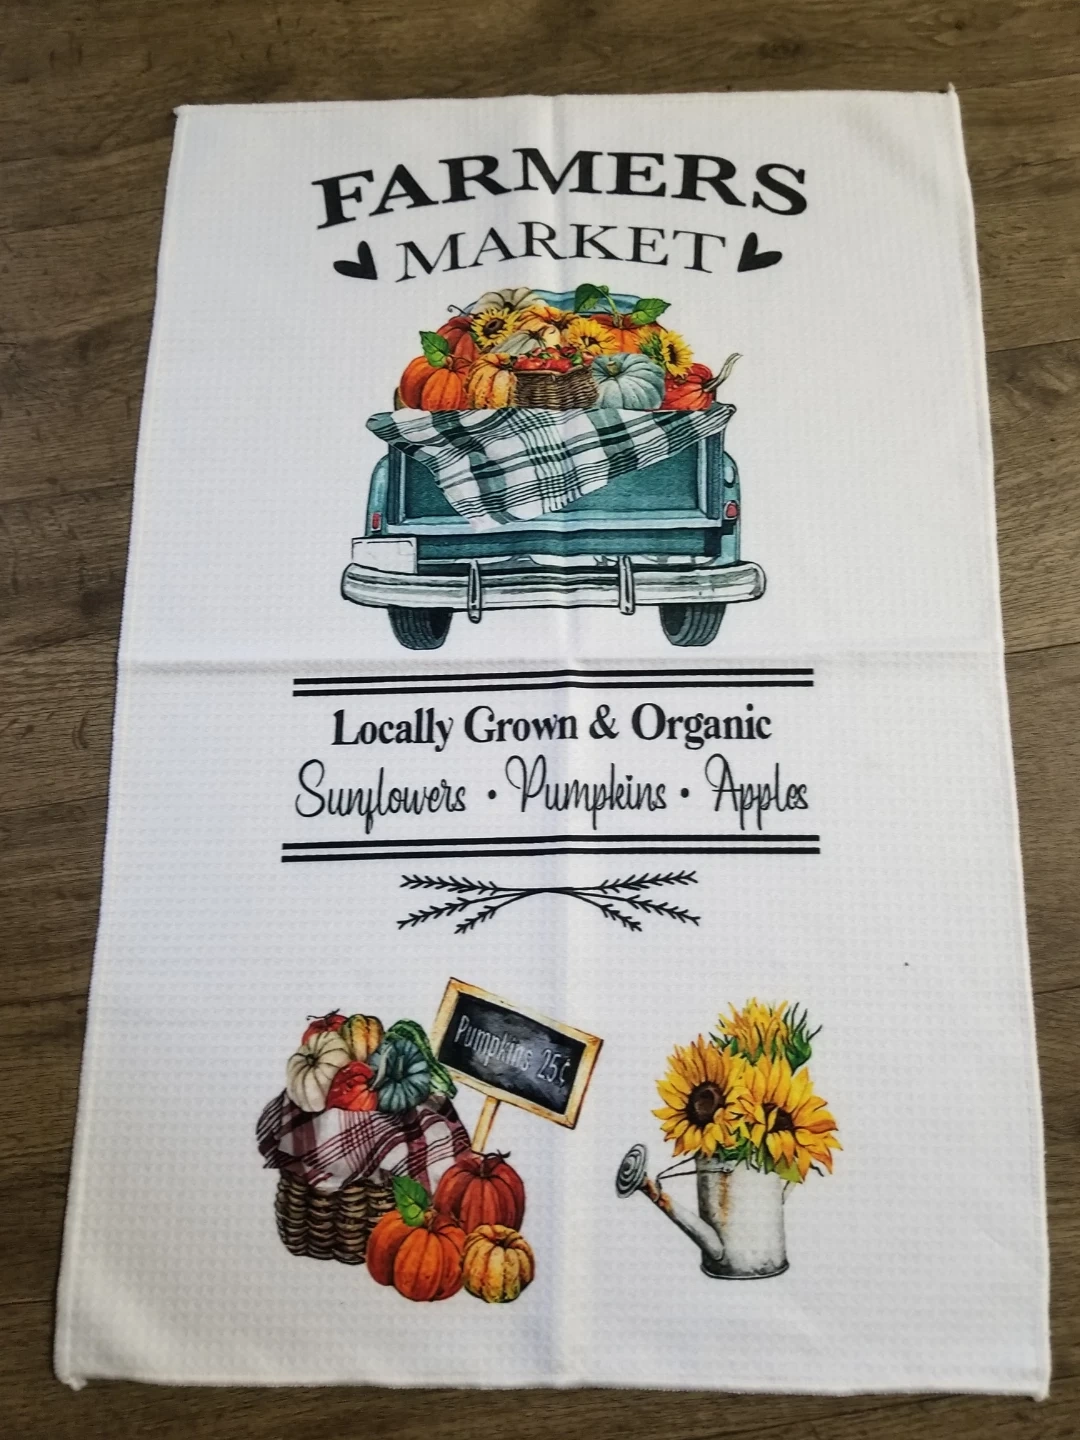 FARMERS
MARKET
Locally Grown & Organic
Sunflowers • Pumpkins • Apples
Pumpkins 25¢